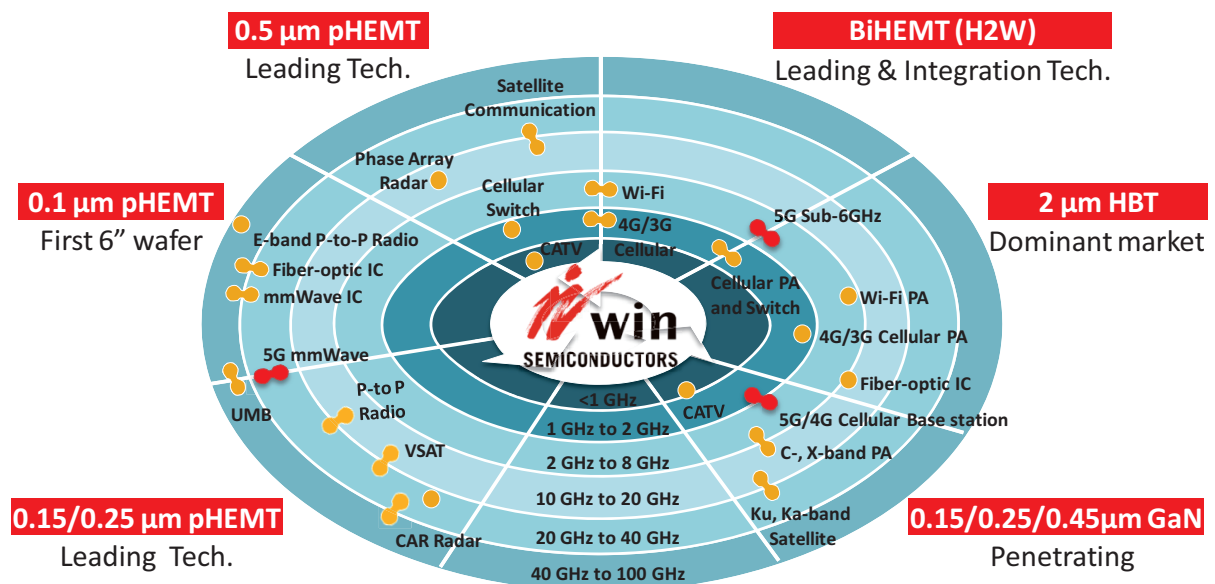 0.5 µm pHEMT
Leading Tech.
BiHEMT (H2W)
Leading & Integration Tech.
Satellite
Communication
Phase Array
Radar
Cellular
Switch
Wi-Fi
4G/3G
Cellular
CATV
5G Sub-6GHz
0.1 µm pHEMT
First 6” wafer
2 µm HBT
Dominant market
E-band P-to-P Radio
Fiber-optic IC
mmWave IC
Cellular PA
and Switch
Wi-Fi PA
4G/3G Cellular PA
Fiber-optic IC
win
SEMICONDUCTORS
5G mmWave
UMB
P-to P
Radio
VSAT
CAR Radar
CATV
5G/4G Cellular Base station
C-, X-band PA
Ku, Ka-band
Satellite
<1 GHz
1 GHz to 2 GHz
2 GHz to 8 GHz
10 GHz to 20 GHz
20 GHz to 40 GHz
40 GHz to 100 GHz
0.15/0.25 µm pHEMT
Leading Tech.
0.15/0.25/0.45µm GaN
Penetrating